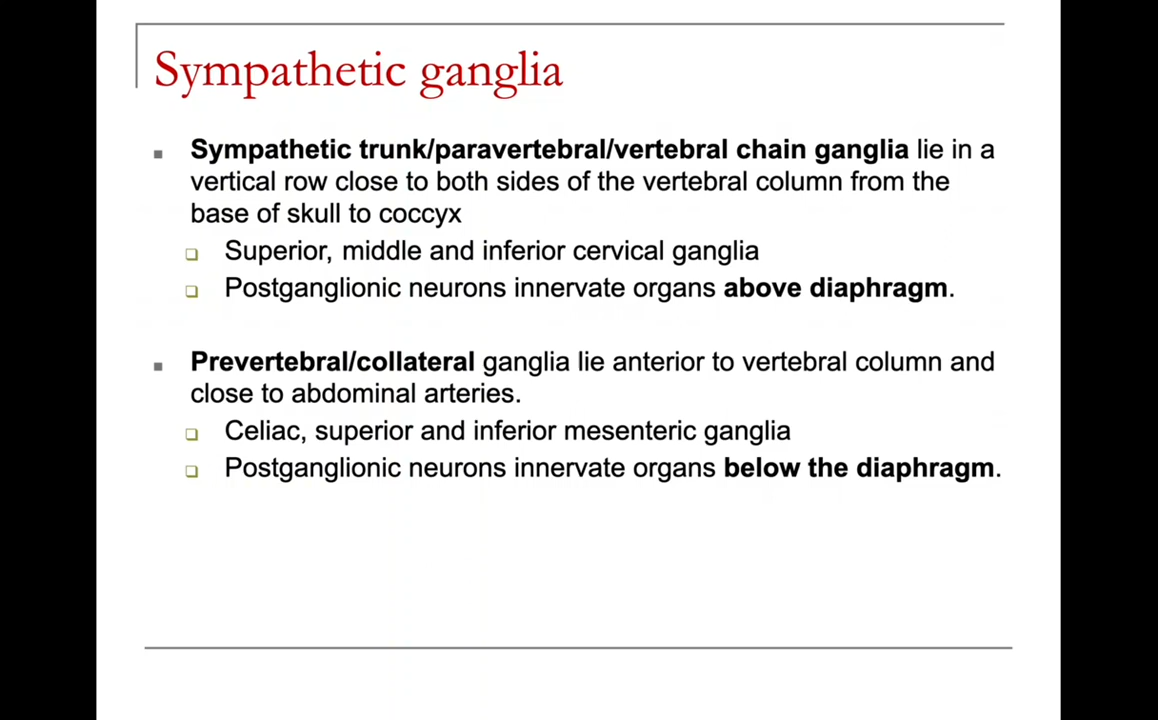 Sympathetic ganglia
Sympathetic trunk/paravertebral/vertebral chain ganglia lie in a
vertical row close to both sides of the vertebral column from the
base of skull to coccyx
Superior, middle and inferior cervical ganglia
Postganglionic neurons innervate organs above diaphragm.
Prevertebral/collateral ganglia lie anterior to vertebral column and
close to abdominal arteries.
Celiac, superior and inferior mesenteric ganglia
Postganglionic neurons innervate organs below the diaphragm.